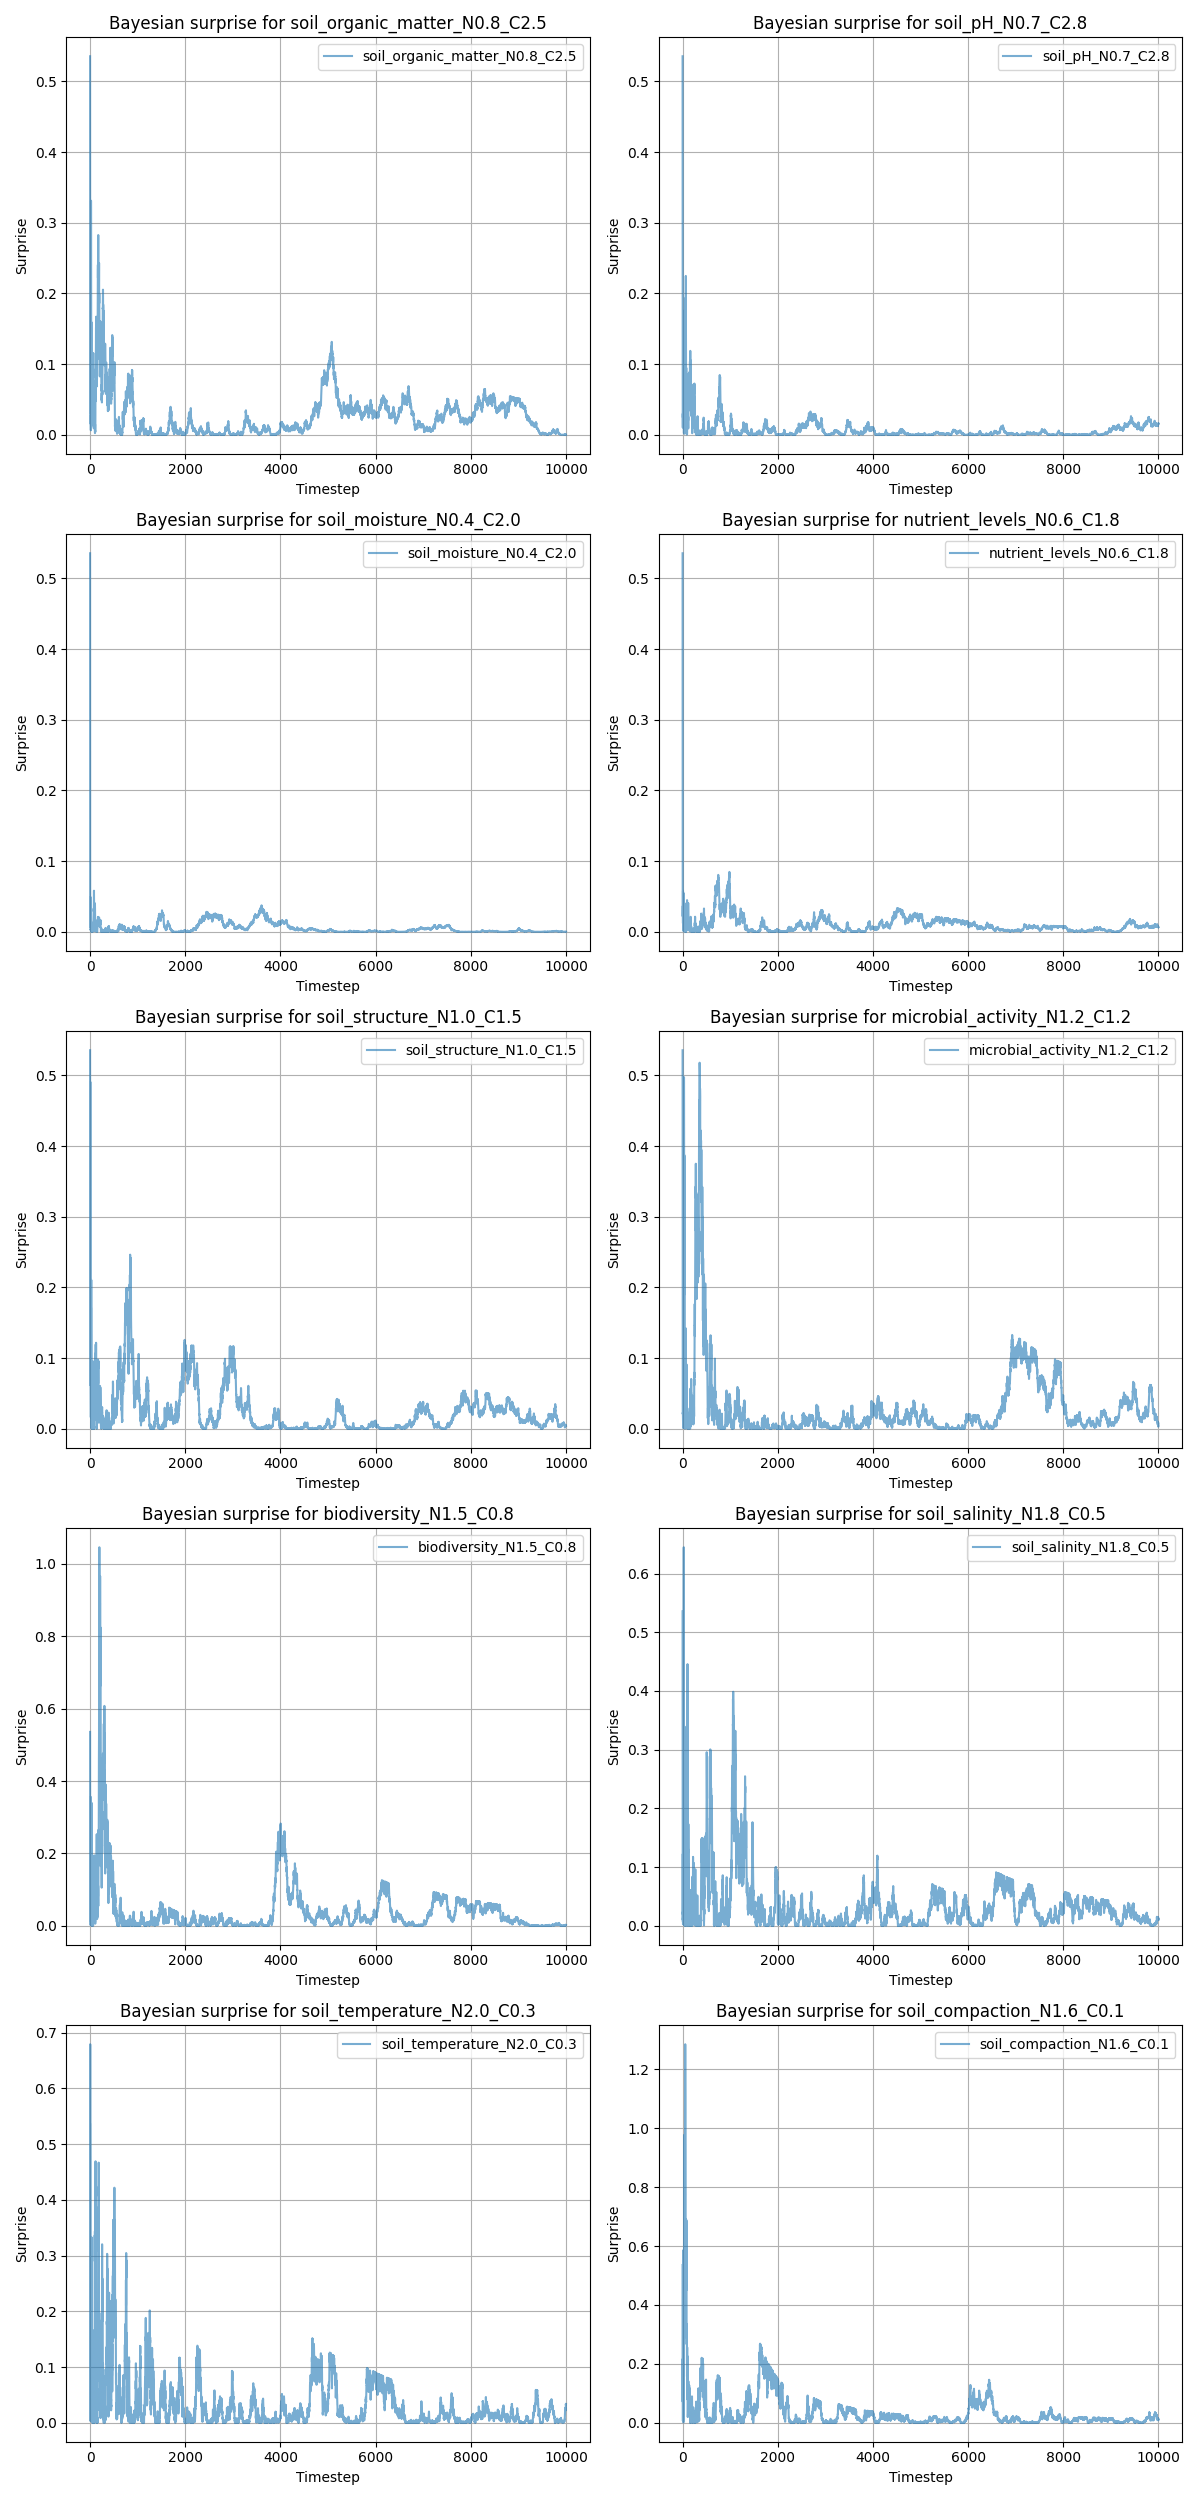 Bayesian surprise for soil_organic_matter_N0.8_C2.5
soil_organic_matter_N0.8_C2.5
0.5
0.4
0.3
0.2
0.1
0.0
Surprise
0 2000 4000 6000 8000 10000
Timestep
Bayesian surprise for soil_pH_N0.7_C2.8
soil_pH_N0.7_C2.8
0.5
0.4
0.3
0.2
0.1
0.0
Surprise
0 2000 4000 6000 8000 10000
Timestep
Bayesian surprise for soil_moisture_N0.4_C2.0
soil_moisture_N0.4_C2.0
0.5
0.4
0.3
0.2
0.1
0.0
Surprise
0 2000 4000 6000 8000 10000
Timestep
Bayesian surprise for nutrient_levels_N0.6_C1.8
nutrient_levels_N0.6_C1.8
0.5
0.4
0.3
0.2
0.1
0.0
Surprise
0 2000 4000 6000 8000 10000
Timestep
Bayesian surprise for soil_structure_N1.0_C1.5
soil_structure_N1.0_C1.5
0.5
0.4
0.3
0.2
0.1
0.0
Surprise
0 2000 4000 6000 8000 10000
Timestep
Bayesian surprise for microbial_activity_N1.2_C1.2
microbial_activity_N1.2_C1.2
0.5
0.4
0.3
0.2
0.1
0.0
Surprise
0 2000 4000 6000 8000 10000
Timestep
Bayesian surprise for biodiversity_N1.5_C0.8
biodiversity_N1.5_C0.8
1.0
0.8
0.6
0.4
0.2
0.0
Surprise
0 2000 4000 6000 8000 10000
Timestep
Bayesian surprise for soil_salinity_N1.8_C0.5
soil_salinity_N1.8_C0.5
0.6
0.5
0.4
0.3
0.2
0.1
0.0
Surprise
0 2000 4000 6000 8000 10000
Timestep
Bayesian surprise for soil_temperature_N2.0_C0.3
soil_temperature_N2.0_C0.3
0.7
0.6
0.5
0.4
0.3
0.2
0.1
0.0
Surprise
0 2000 4000 6000 8000 10000
Timestep
Bayesian surprise for soil_compaction_N1.6_C0.1
soil_compaction_N1.6_C0.1
1.2
1.0
0.8
0.6
0.4
0.2
0.0
Surprise
0 2000 4000 6000 8000 10000
Timestep